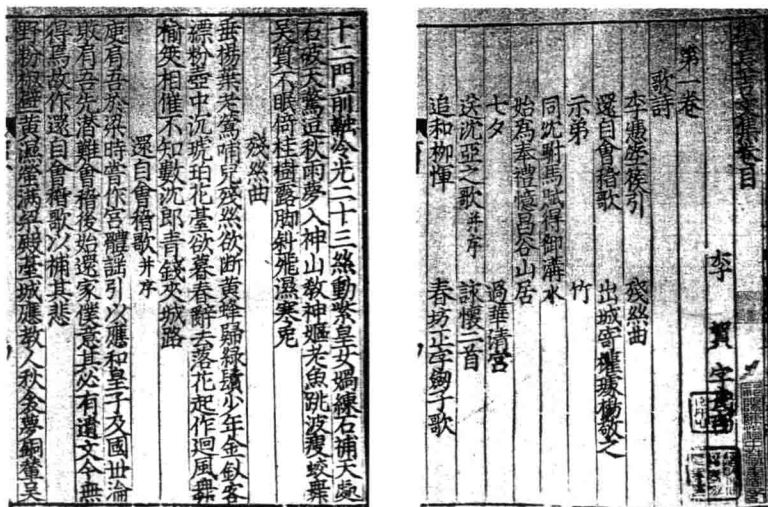 李長吉文集卷目
李賀字長吉
第一卷
歌詩
李憑箜篌引 殘絲曲
還自會稽歌 出城寄權璩楊敬之
示弟 竹
同沈駙馬賦得御溝水
始為奉禮憶昌谷山居
七夕 過華清宮
送沈亞之歌并序 詠懷二首
追和柳惲 春坊正字劒子歌
十二門前融冷光二十三絲動紫皇女媧練石補天處
石破天驚逗秋雨夢入神山教神嫗老魚跳波瘦蛟舞
吳質不眠倚桂樹露脚斜飛濕寒兔
殘絲曲
垂楊葉老鶯哺兒殘絲欲斷黃蜂歸綠鬢少年金釵客
縹粉壺中沉琥珀花臺欲暮春辭去落花起作迴風舞
榆莢相催不知數沈郎青錢夾城路
還自會稽歌并序
庾肩吾於梁時嘗作宮體謡引以應和皇子及國世淪
敗肩吾先潛難會稽後始還家僕意其必有遺文今無
得焉故作還自會稽歌以補其悲
野粉椒壁黃濕螢滿梁殿臺城應教人秋衾夢銅輦吳